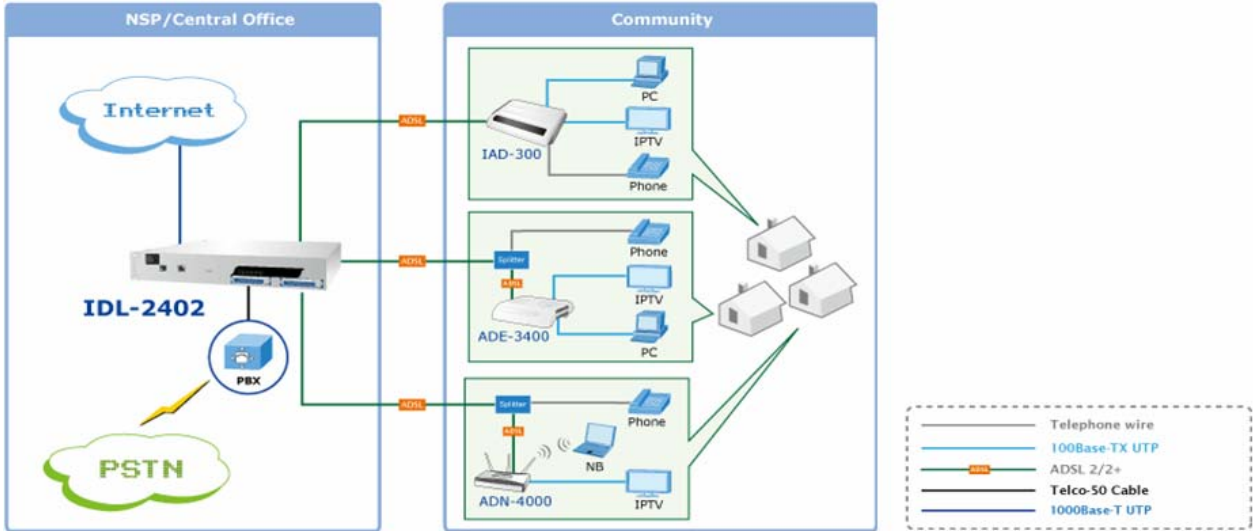 NSP/Central Office
Community
Internet
IDL-2402
PBX
PSTN
ADSL
IAD-300
PC
IPTV
Phone
ADSL
Splitter
ADSL
ADE-3400
Phone
IPTV
PC
ADSL
Splitter
ADSL
ADN-4000
Phone
NB
IPTV
Telephone wire
100Base-TX UTP
ADSL
ADSL 2/2+
Telco-50 Cable
1000Base-T UTP